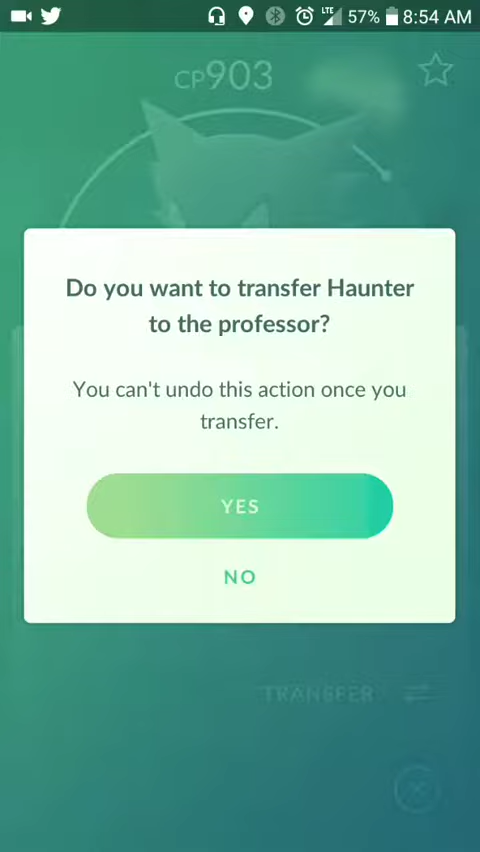 LTE 57% 8:54 AM
CP903
Do you want to transfer Haunter
to the professor?
You can't undo this action once you
transfer.
YES
NO
TRANSFER